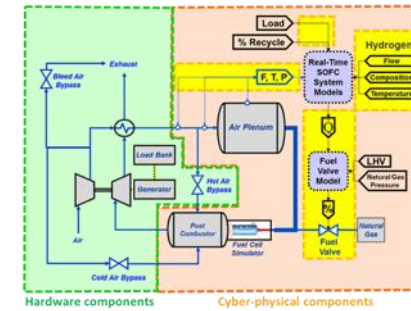 Load
% Recycle
Hydrogen
Flow
Composition
Temperature
Exhaust
Bleed Air
Bypass
F, T, P
Real-Time
SOFC
System
Models
Air Plenum
Load Bank
Generator
Hot Air
Bypass
Fuel
Valve
Model
LHV
Natural Gas
Pressure
Air
Post
Combustor
Fuel Cell
Simulator
Fuel Valve
Natural
Gas
Cold Air Bypass
Hardware components
Cyber-physical components